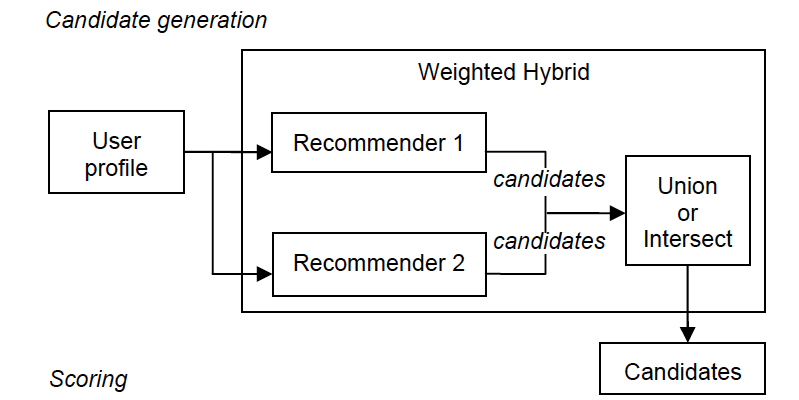 Candidate generation
Weighted Hybrid
User
profile
Recommender 1
candidates
Union
or
Intersect
candidates
Recommender 2
Candidates
Scoring